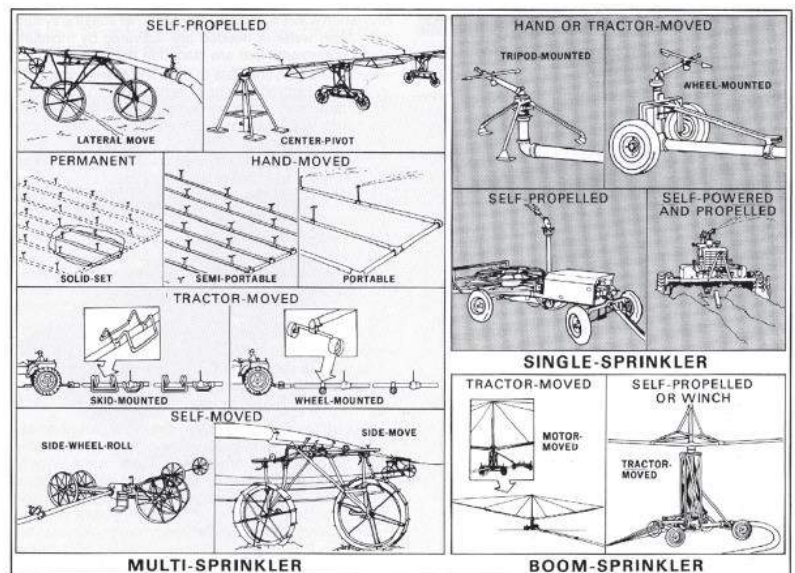 SELF-PROPELLED
LATERAL MOVE
CENTER-PIVOT
PERMANENT
HAND-MOVED
SOLID-SET
SEMI-PORTABLE
PORTABLE
TRACTOR-MOVED
SKID-MOUNTED
WHEEL-MOUNTED
SELF-MOVED
SIDE-WHEEL-ROLL
SIDE-MOVE
MULTI-SPRINKLER
HAND OR TRACTOR-MOVED
TRIPOD-MOUNTED
WHEEL-MOUNTED
SELF PROPELLED
SELF-POWERED
AND PROPELLED
SINGLE-SPRINKLER
TRACTOR-MOVED
MOTOR-
MOVED
SELF-PROPELLED
OR WINCH
TRACTOR-
MOVED
BOOM-SPRINKLER